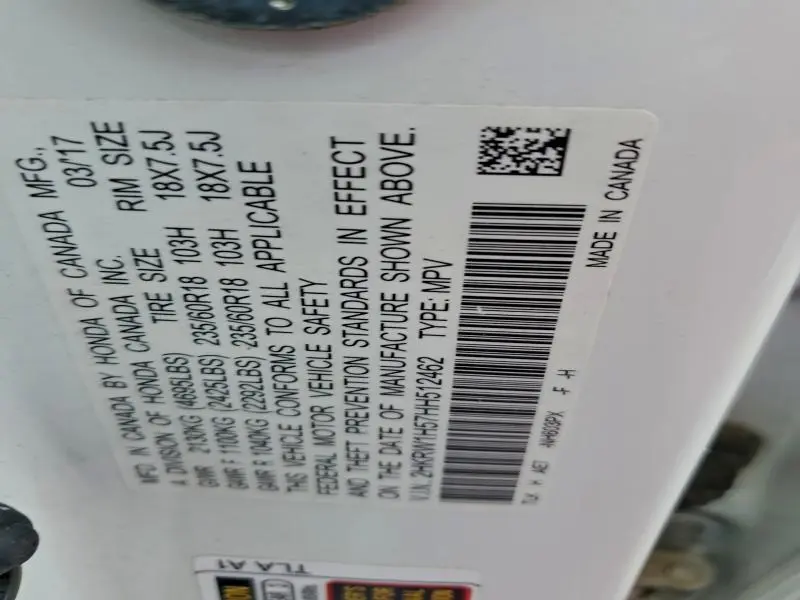 MFD IN CANADA BY HONDA OF CANADA MFG.,
A DIVISION OF HONDA CANADA INC. 03/17
TIRE SIZE RIM SIZE
GVWR 2130KG (4695LBS)
GAWR F 1100KG (2425LBS) 235/60R18 103H 18X7.5J
GAWR R 1040KG (2292LBS) 235/60R18 103H 18X7.5J
THIS VEHICLE CONFORMS TO ALL APPLICABLE
FEDERAL MOTOR VEHICLE SAFETY
AND THEFT PREVENTION STANDARDS IN EFFECT
ON THE DATE OF MANUFACTURE SHOWN ABOVE.
V.I.N. 2HKRW1H57HH512462 TYPE: MPV
NH603PX -F -H
MADE IN CANADA
TLA A1